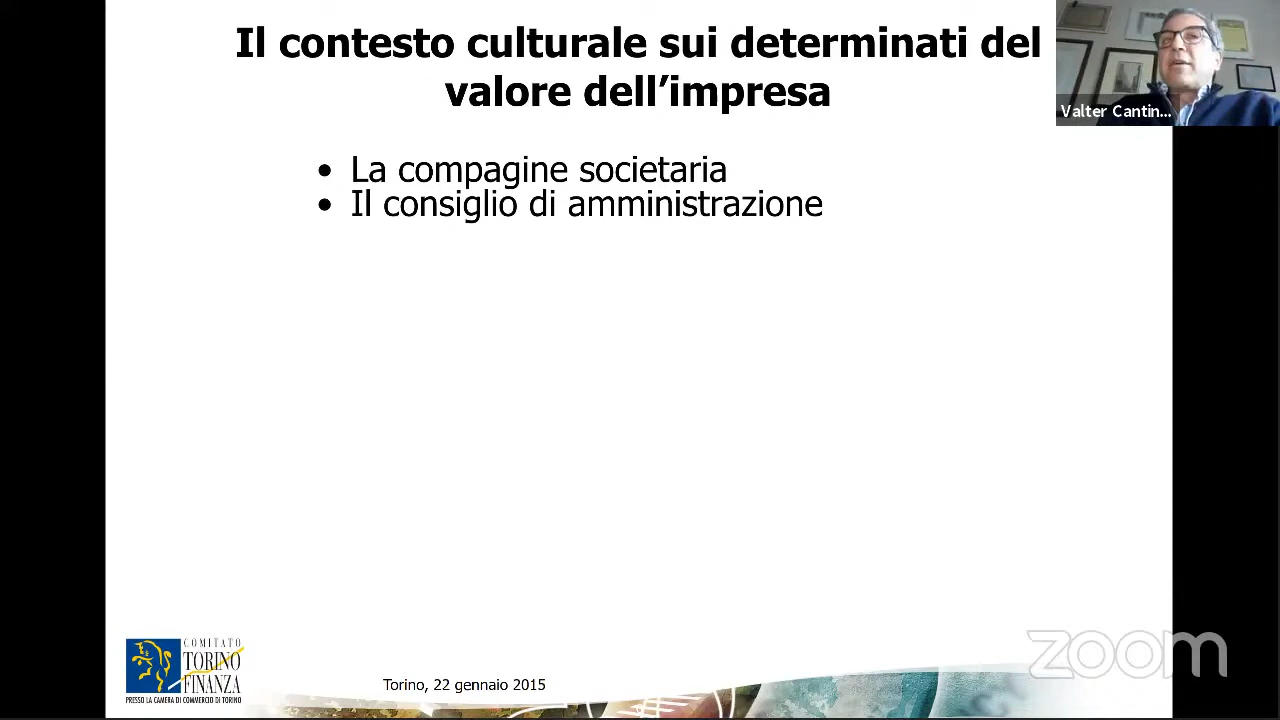 Il contesto culturale sui determinati del
valore dell’impresa
Valter Cantin...
• La compagine societaria
• Il consiglio di amministrazione
COMITATO
TORINO
FINANZA
PRESSO LA CAMERA DI COMMERCIO DI TORINO
Torino, 22 gennaio 2015
zoom